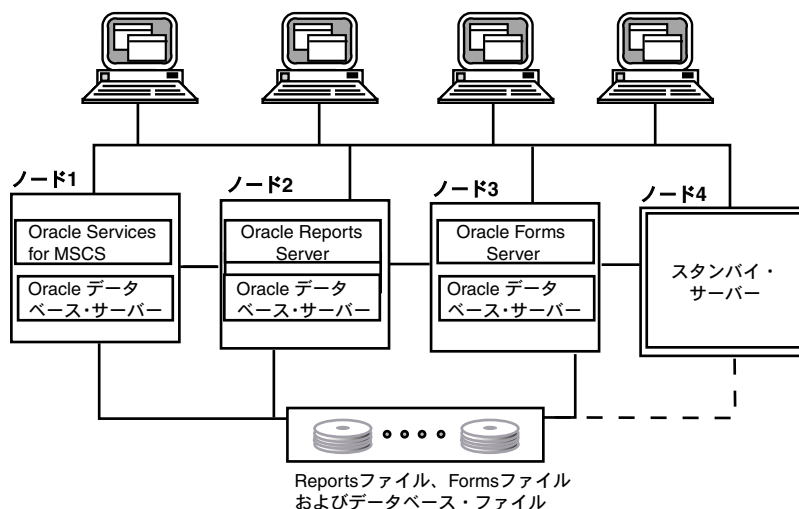 ノード1
Oracle Services
for MSCS
Oracle データ
ベース・サーバー
ノード2
Oracle Reports
Server
Oracle データ
ベース・サーバー
ノード3
Oracle Forms
Server
Oracle データ
ベース・サーバー
ノード4
スタンバイ・
サーバー
Reportsファイル、Formsファイル
およびデータベース・ファイル